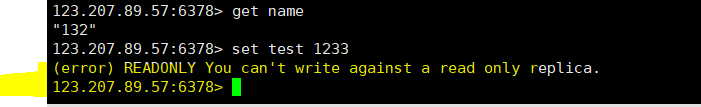 123.207.89.57:6378> get name
"132"
123.207.89.57:6378> set test 1233
(error) READONLY You can't write against a read only replica.
123.207.89.57:6378>